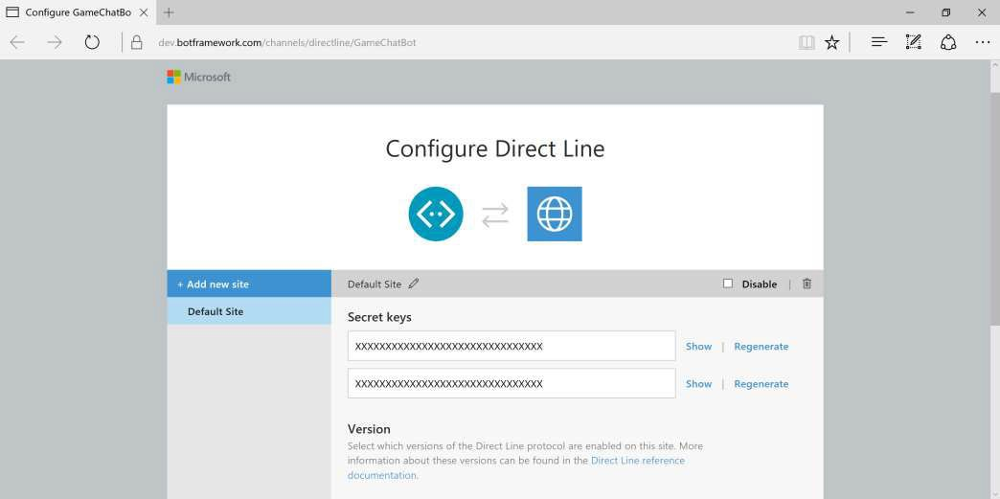 Configure GameChatBo
dev.botframework.com/channels/directline/GameChatBot
Microsoft
Configure Direct Line
+ Add new site
Default Site
Default Site
Disable |
Secret keys
XXXXXXXXXXXXXXXXXXXXXXXXXXXXXXX
Show | Regenerate
XXXXXXXXXXXXXXXXXXXXXXXXXXXXXXX
Show | Regenerate
Version
Select which versions of the Direct Line protocol are enabled on this site. More
information about these versions can be found in the Direct Line reference
documentation.